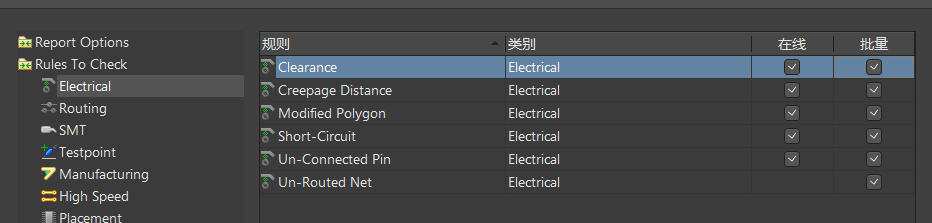 Report Options
Rules To Check
Electrical
Routing
SMT
Testpoint
Manufacturing
High Speed
Placement
规则 类别 在线 批量
Clearance Electrical
Creepage Distance Electrical
Modified Polygon Electrical
Short-Circuit Electrical
Un-Connected Pin Electrical
Un-Routed Net Electrical